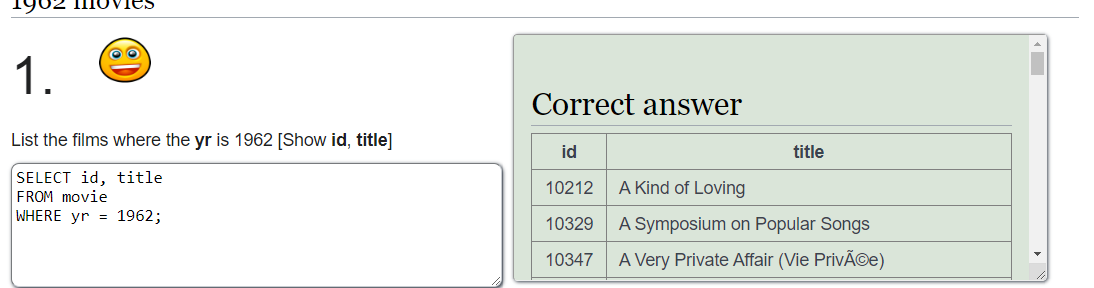 1962 movies
1.
List the films where the yr is 1962 [Show id, title]
SELECT id, title
FROM movie
WHERE yr = 1962;
Correct answer
id title
10212 A Kind of Loving
10329 A Symposium on Popular Songs
10347 A Very Private Affair (Vie PrivÃ©e)